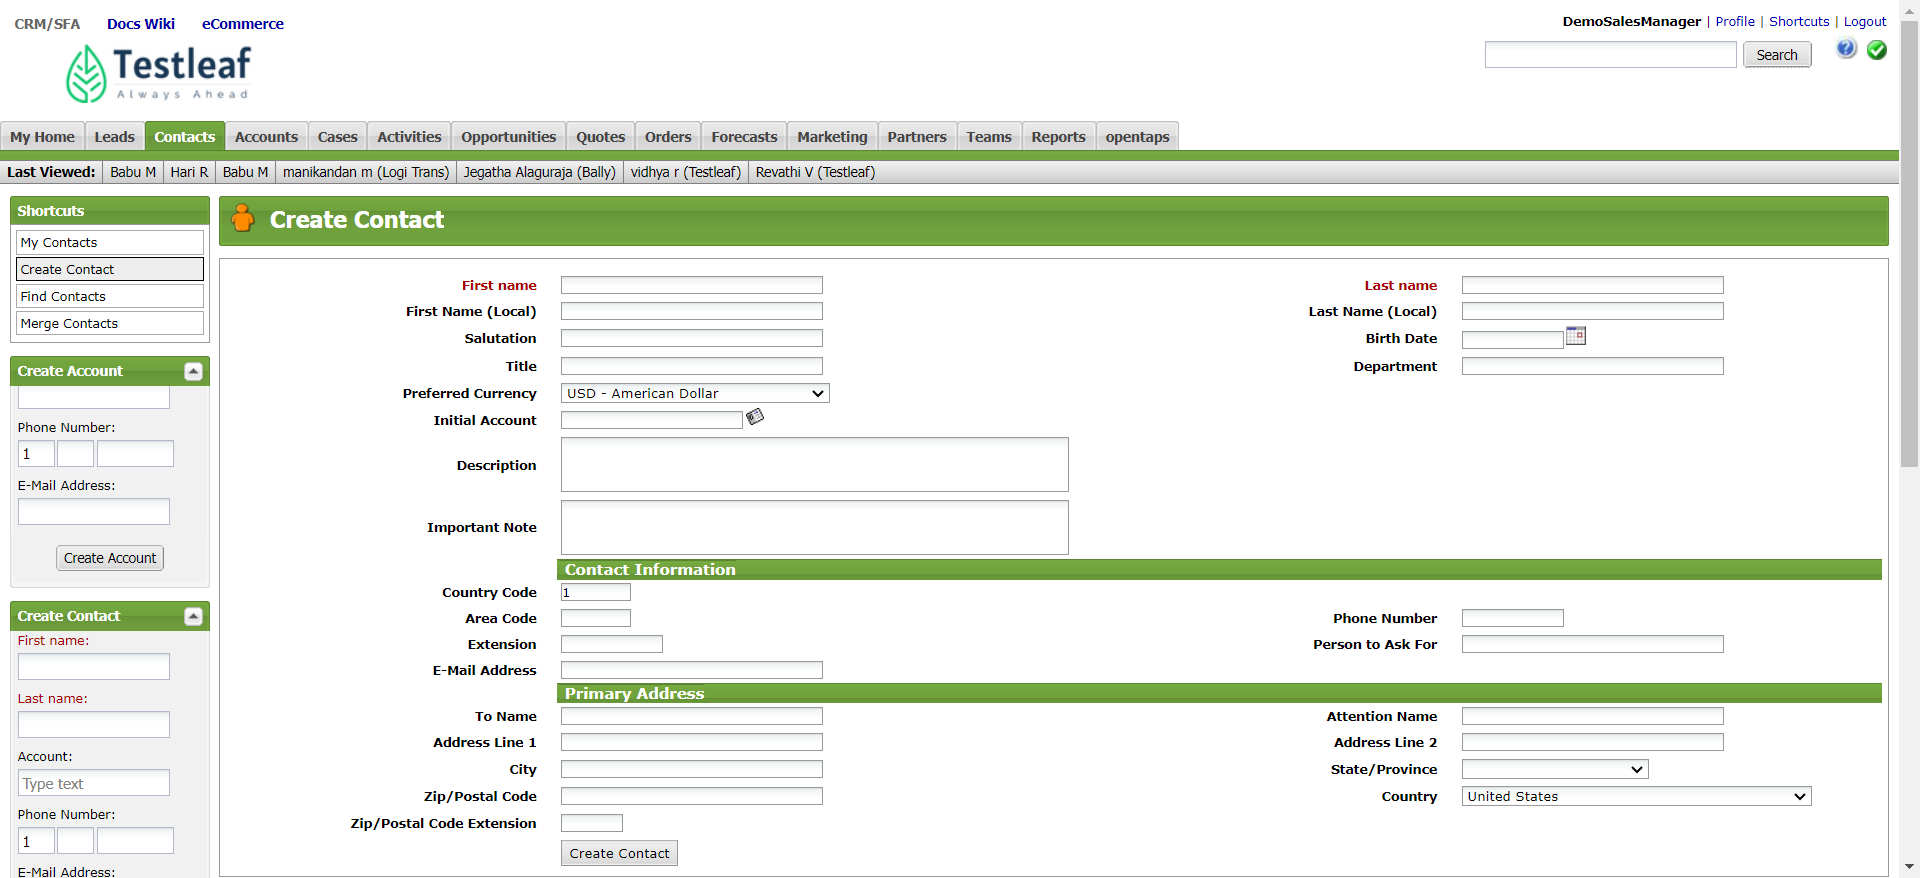 CRM/SFA Docs Wiki eCommerce
DemoSalesManager | Profile | Shortcuts | Logout
Testleaf
Always Ahead
Search
My Home Leads Contacts Accounts Cases Activities Opportunities Quotes Orders Forecasts Marketing Partners Teams Reports opentaps
Last Viewed: Babu M Hari R Babu M manikandan m (Logi Trans) Jegatha Alaguraja (Bally) vidhya r (Testleaf) Revathi V (Testleaf)
Shortcuts
My Contacts
Create Contact
Find Contacts
Merge Contacts
Create Account
Phone Number:
1
E-Mail Address:
Create Account
Create Contact
First name:
Last name:
Account:
Type text
Phone Number:
1
E-Mail Address:
Create Contact
First name Last name
First Name (Local) Last Name (Local)
Salutation Birth Date
Title Department
Preferred Currency USD - American Dollar
Initial Account
Description
Important Note
Contact Information
Country Code 1
Area Code Phone Number
Extension Person to Ask For
E-Mail Address
Primary Address
To Name Attention Name
Address Line 1 Address Line 2
City State/Province
Zip/Postal Code Country United States
Zip/Postal Code Extension
Create Contact